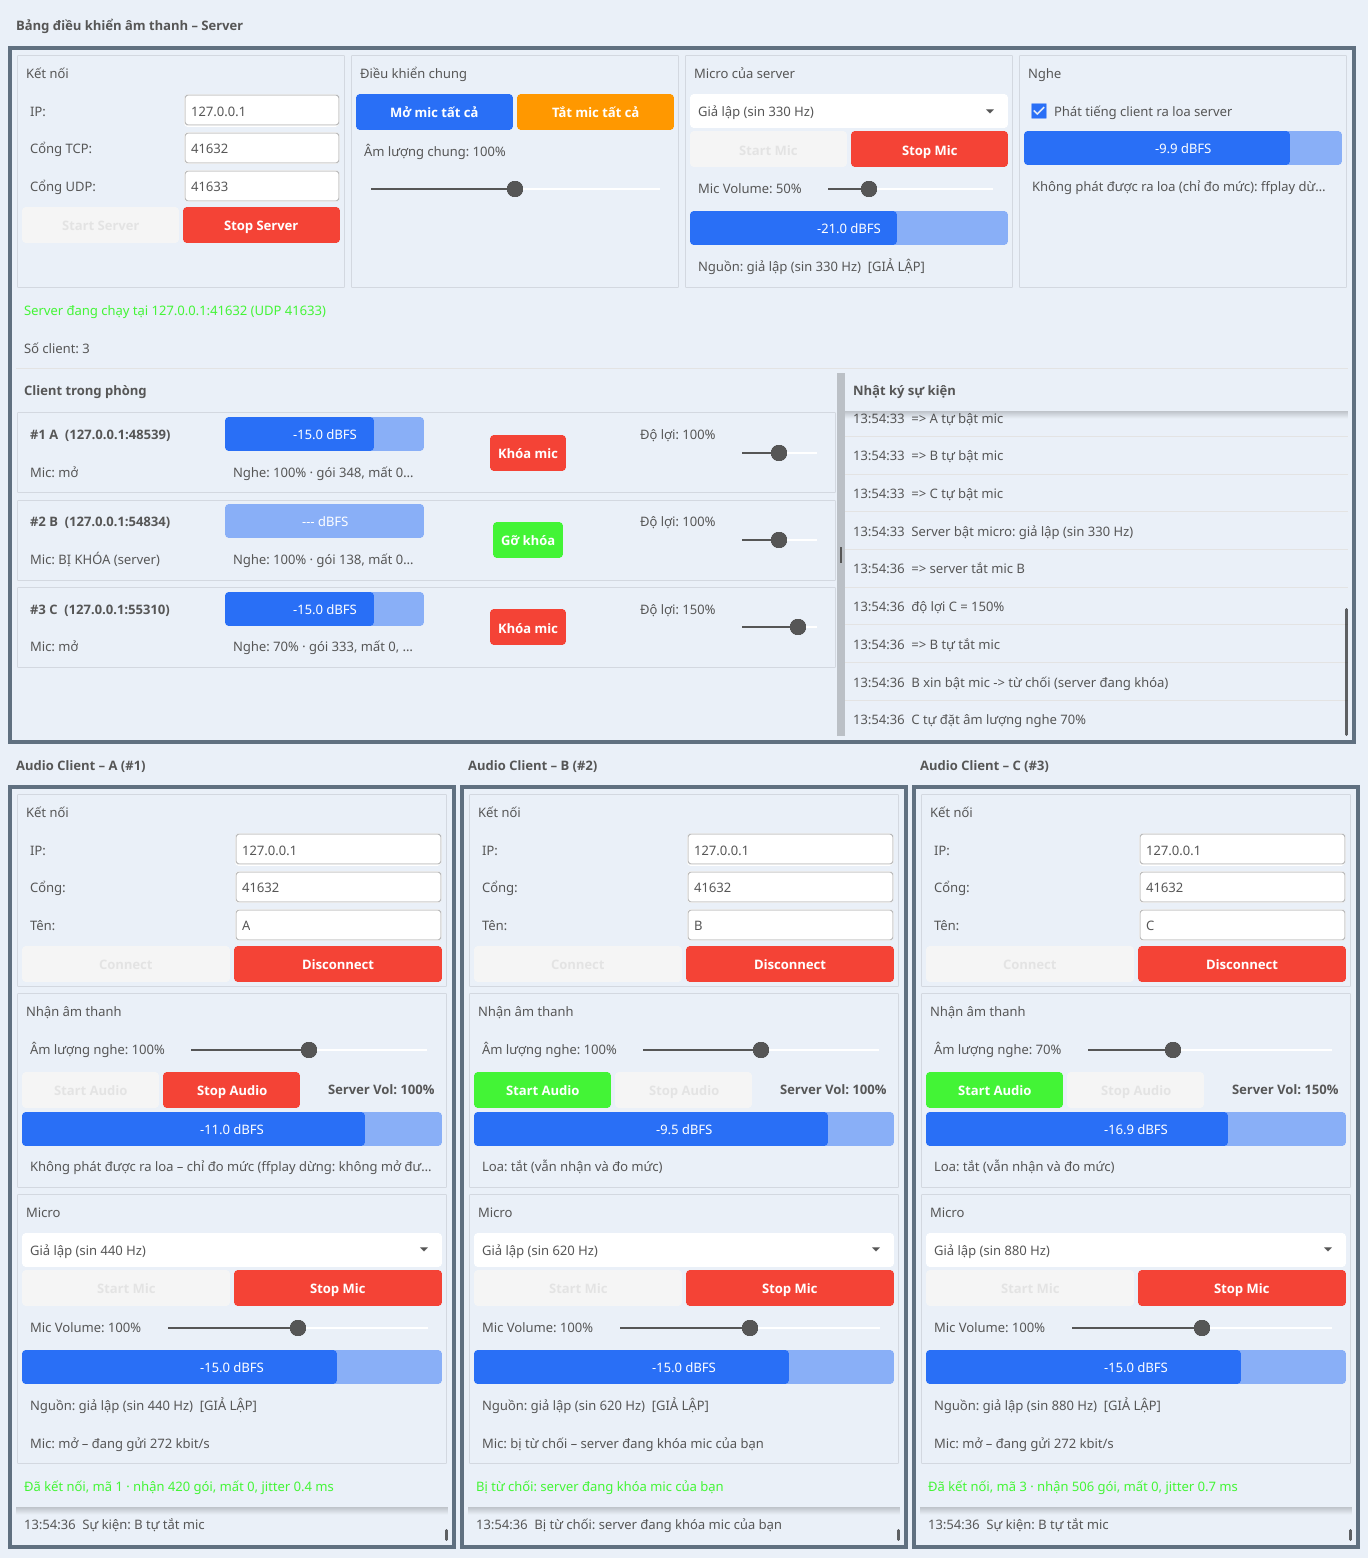 Bảng điều khiển âm thanh – Server
Kết nối
IP:
127.0.0.1
Cổng TCP:
41632
Cổng UDP:
41633
Start Server
Stop Server
Điều khiển chung
Mở mic tất cả
Tắt mic tất cả
Âm lượng chung: 100%
Micro của server
Giả lập (sin 330 Hz)
Start Mic
Stop Mic
Mic Volume: 50%
-21.0 dBFS
Nguồn: giả lập (sin 330 Hz)  [GIẢ LẬP]
Nghe
Phát tiếng client ra loa server
-9.9 dBFS
Không phát được ra loa (chỉ đo mức): ffplay dừ...
Server đang chạy tại 127.0.0.1:41632 (UDP 41633)
Số client: 3
Client trong phòng
#1 A  (127.0.0.1:48539)
-15.0 dBFS
Khóa mic
Độ lợi: 100%
Mic: mở
Nghe: 100% · gói 348, mất 0...
#2 B  (127.0.0.1:54834)
--- dBFS
Gỡ khóa
Độ lợi: 100%
Mic: BỊ KHÓA (server)
Nghe: 100% · gói 138, mất 0...
#3 C  (127.0.0.1:55310)
-15.0 dBFS
Khóa mic
Độ lợi: 150%
Mic: mở
Nghe: 70% · gói 333, mất 0, ...
Nhật ký sự kiện
13:54:33  => A tự bật mic
13:54:33  => B tự bật mic
13:54:33  => C tự bật mic
13:54:33  Server bật micro: giả lập (sin 330 Hz)
13:54:36  => server tắt mic B
13:54:36  độ lợi C = 150%
13:54:36  => B tự tắt mic
13:54:36  B xin bật mic -> từ chối (server đang khóa)
13:54:36  C tự đặt âm lượng nghe 70%
Audio Client – A (#1)
Kết nối
IP:
127.0.0.1
Cổng:
41632
Tên:
A
Connect
Disconnect
Nhận âm thanh
Âm lượng nghe: 100%
Start Audio
Stop Audio
Server Vol: 100%
-11.0 dBFS
Không phát được ra loa – chỉ đo mức (ffplay dừng: không mở đư...
Micro
Giả lập (sin 440 Hz)
Start Mic
Stop Mic
Mic Volume: 100%
-15.0 dBFS
Nguồn: giả lập (sin 440 Hz)  [GIẢ LẬP]
Mic: mở – đang gửi 272 kbit/s
Đã kết nối, mã 1 · nhận 420 gói, mất 0, jitter 0.4 ms
13:54:36  Sự kiện: B tự tắt mic
Audio Client – B (#2)
Kết nối
IP:
127.0.0.1
Cổng:
41632
Tên:
B
Connect
Disconnect
Nhận âm thanh
Âm lượng nghe: 100%
Start Audio
Stop Audio
Server Vol: 100%
-9.5 dBFS
Loa: tắt (vẫn nhận và đo mức)
Micro
Giả lập (sin 620 Hz)
Start Mic
Stop Mic
Mic Volume: 100%
-15.0 dBFS
Nguồn: giả lập (sin 620 Hz)  [GIẢ LẬP]
Mic: bị từ chối – server đang khóa mic của bạn
Bị từ chối: server đang khóa mic của bạn
13:54:36  Bị từ chối: server đang khóa mic của bạn
Audio Client – C (#3)
Kết nối
IP:
127.0.0.1
Cổng:
41632
Tên:
C
Connect
Disconnect
Nhận âm thanh
Âm lượng nghe: 70%
Start Audio
Stop Audio
Server Vol: 150%
-16.9 dBFS
Loa: tắt (vẫn nhận và đo mức)
Micro
Giả lập (sin 880 Hz)
Start Mic
Stop Mic
Mic Volume: 100%
-15.0 dBFS
Nguồn: giả lập (sin 880 Hz)  [GIẢ LẬP]
Mic: mở – đang gửi 272 kbit/s
Đã kết nối, mã 3 · nhận 506 gói, mất 0, jitter 0.7 ms
13:54:36  Sự kiện: B tự tắt mic